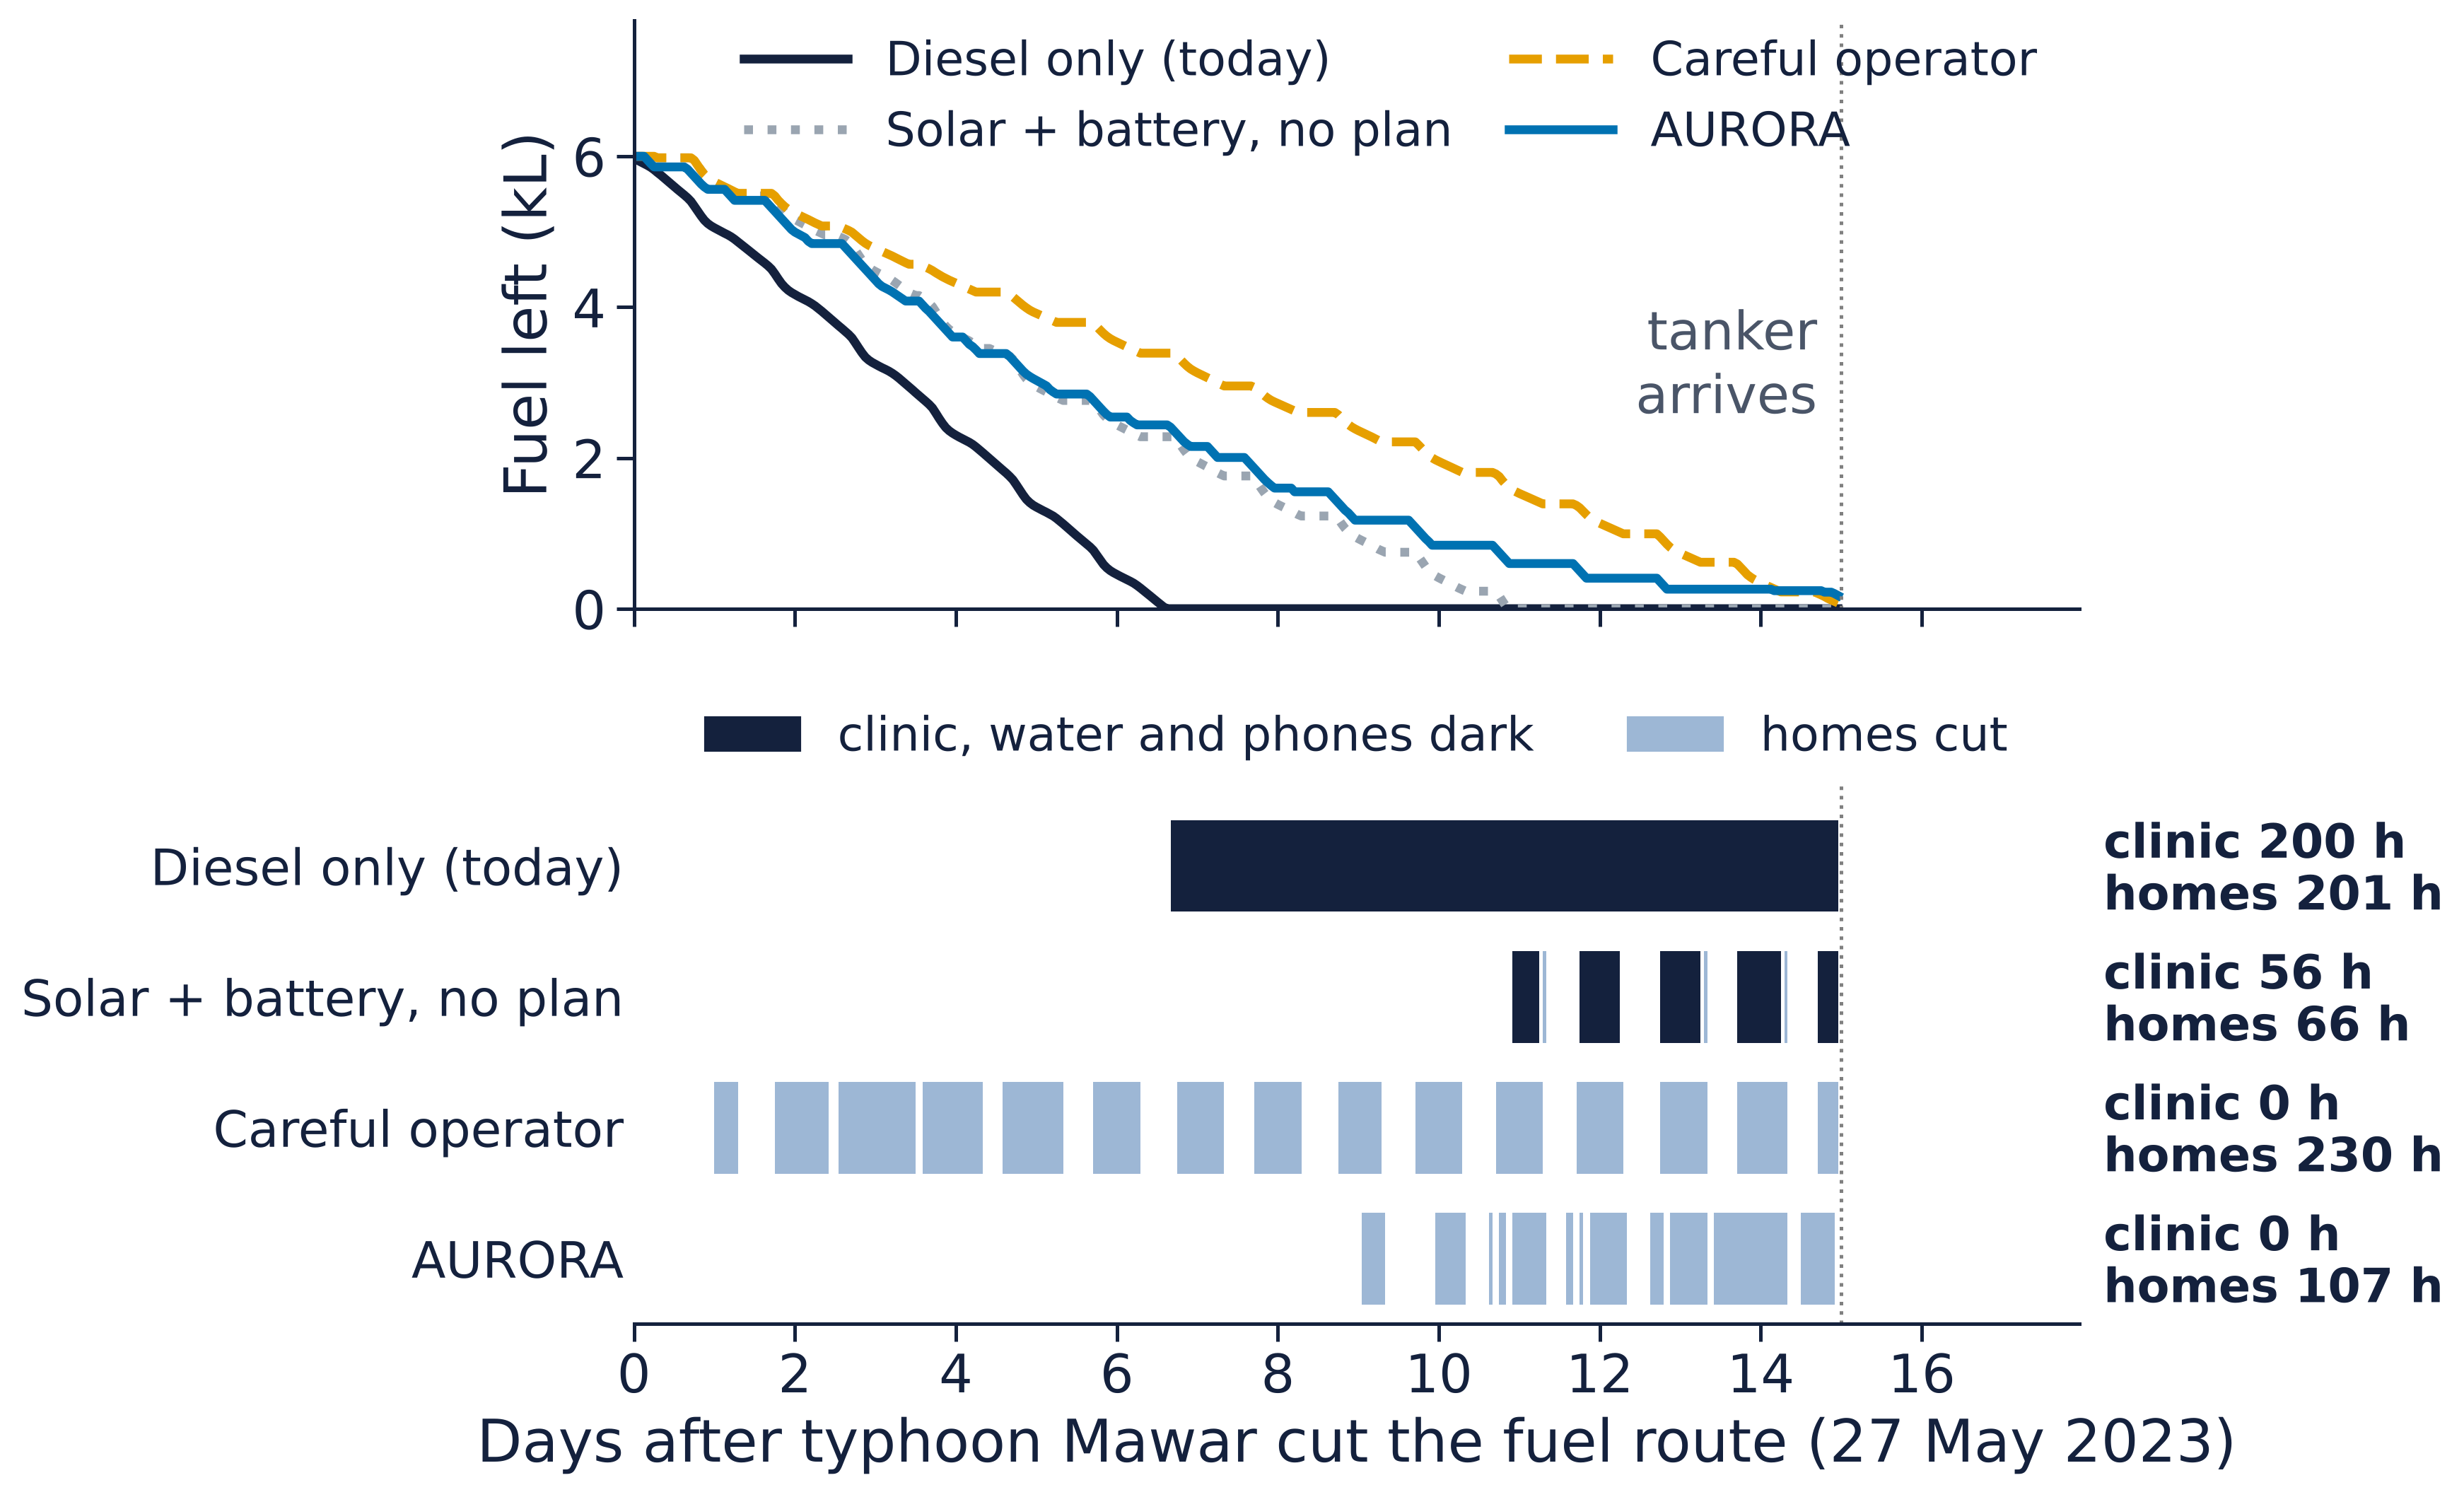 Diesel only (today)
Solar + battery, no plan
Careful operator
AURORA
Fuel left (kL)
6
4
2
0
tanker
arrives
clinic, water and phones dark
homes cut
Diesel only (today)
clinic 200 h
homes 201 h
Solar + battery, no plan
clinic 56 h
homes 66 h
Careful operator
clinic 0 h
homes 230 h
AURORA
clinic 0 h
homes 107 h
0 2 4 6 8 10 12 14 16
Days after typhoon Mawar cut the fuel route (27 May 2023)